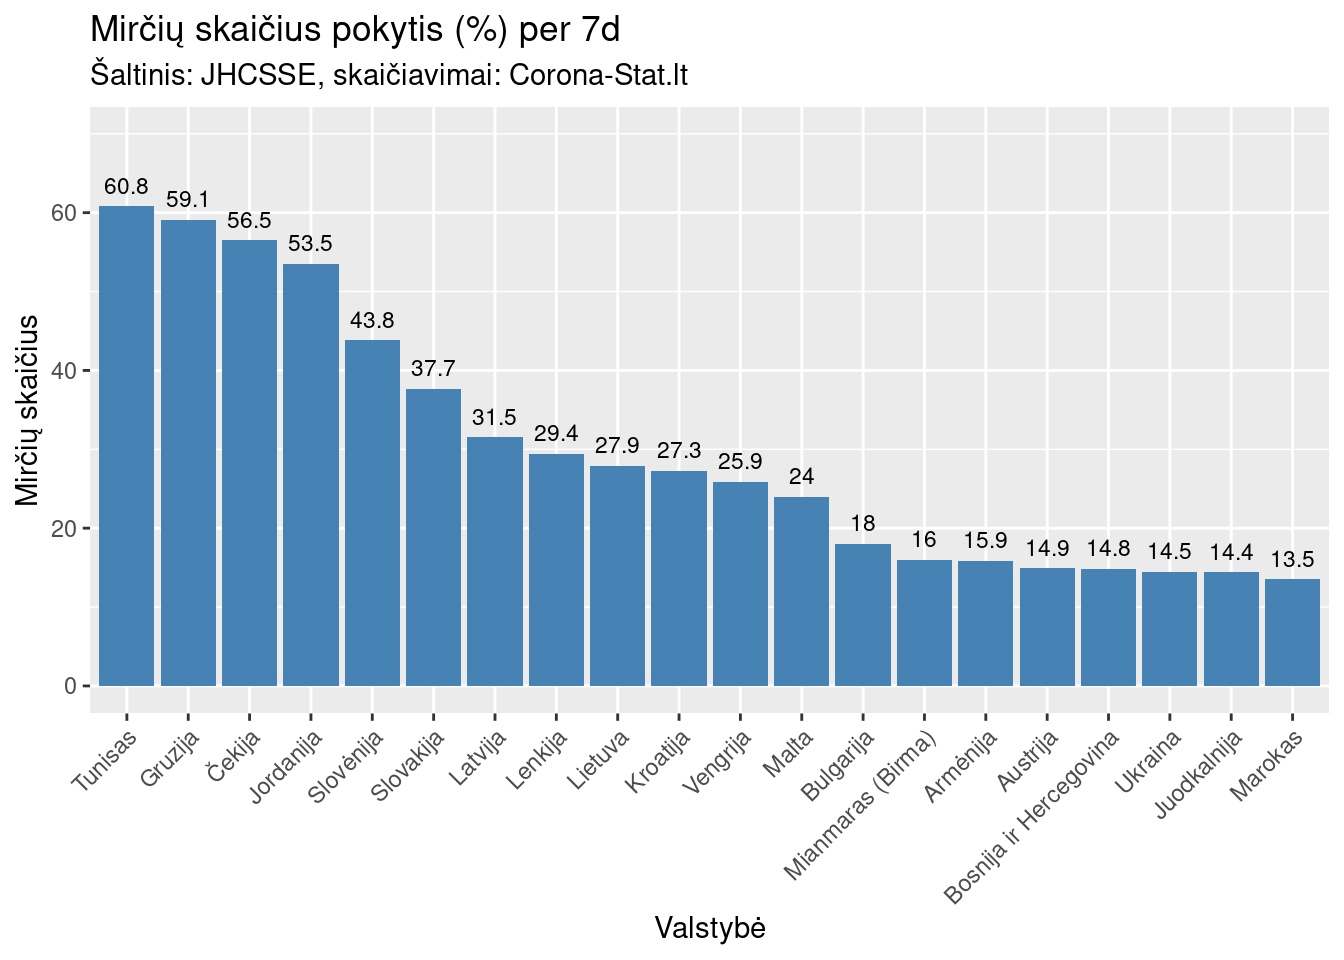 Mirčių skaičius pokytis (%) per 7d
Šaltinis: JHCSSE, skaičiavimai: Corona-Stat.lt
Mirčių skaičius
60
40
20
0
60.8
59.1
56.5
53.5
43.8
37.7
31.5
29.4
27.9
27.3
25.9
24
18
16
15.9
14.9
14.8
14.5
14.4
13.5
Tunisas
Gruzija
Čekija
Jordanija
Slovėnija
Slovakija
Latvija
Lenkija
Lietuva
Kroatija
Vengrija
Malta
Bulgarija
Mianmaras (Birma)
Armėnija
Austrija
Bosnija ir Hercegovina
Ukraina
Juodkalnija
Marokas
Valstybė